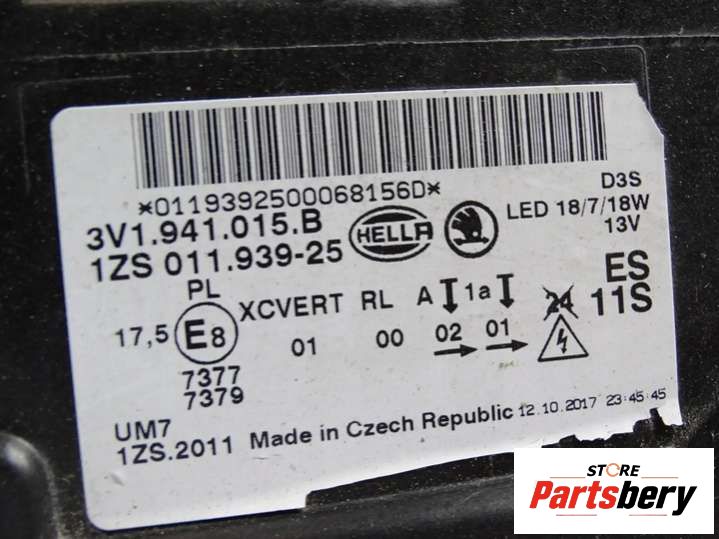 *0119392500068156D*
3V1.941.015.B HELLA
1ZS 011.939-25
D3S
LED 18/7/18W
13V
ES
11S
24
PL
17,5 E8 XCVERT RL A 1a
01 00 02 01
7377
7379
UM7
1ZS.2011 Made in Czech Republic 12.10.2017 23:45:45
STORE
Partsbery